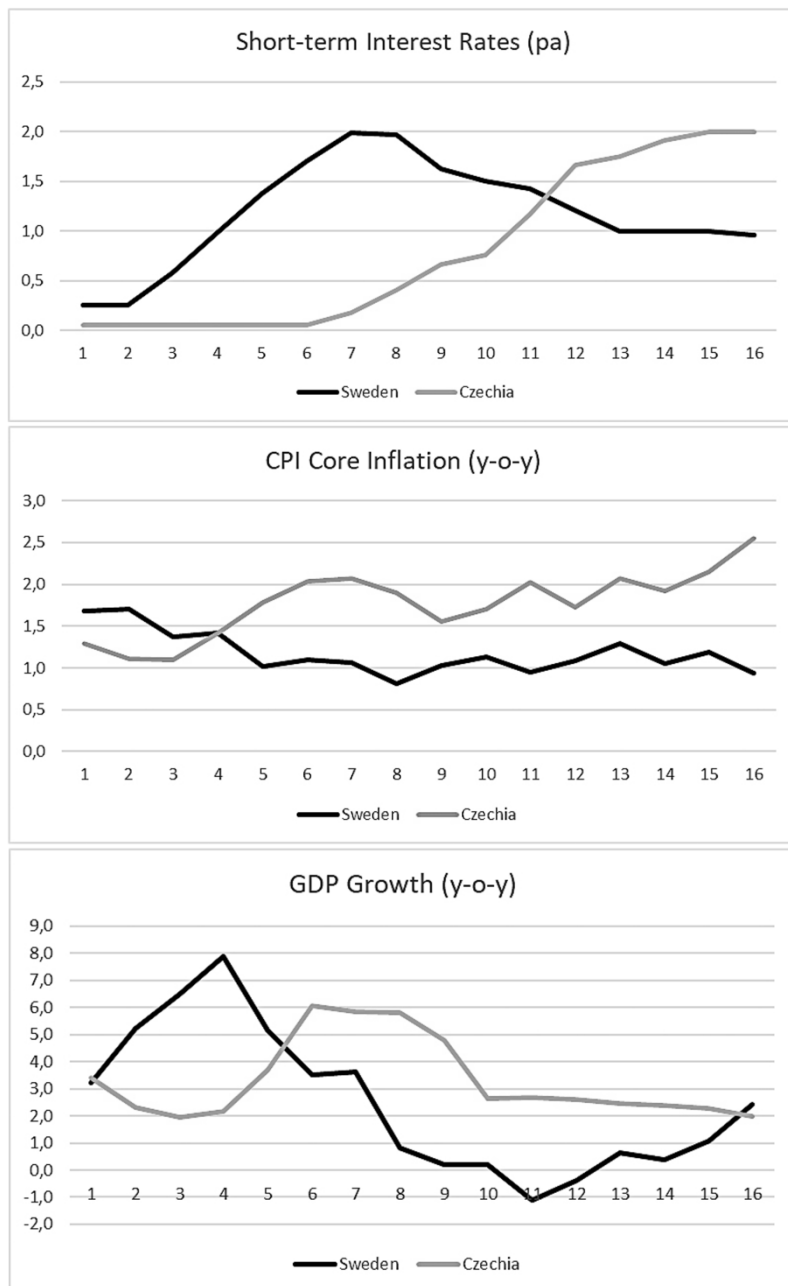 Short-term Interest Rates (pa)
2,5
2,0
1,5
1,0
0,5
0,0
1 2 3 4 5 6 7 8 9 10 11 12 13 14 15 16
Sweden Czechia
CPI Core Inflation (y-o-y)
3,0
2,5
2,0
1,5
1,0
0,5
0,0
1 2 3 4 5 6 7 8 9 10 11 12 13 14 15 16
Sweden Czechia
GDP Growth (y-o-y)
9,0
8,0
7,0
6,0
5,0
4,0
3,0
2,0
1,0
0,0
1 2 3 4 5 6 7 8 9 10 11 12 13 14 15 16
-1,0
-2,0
Sweden Czechia